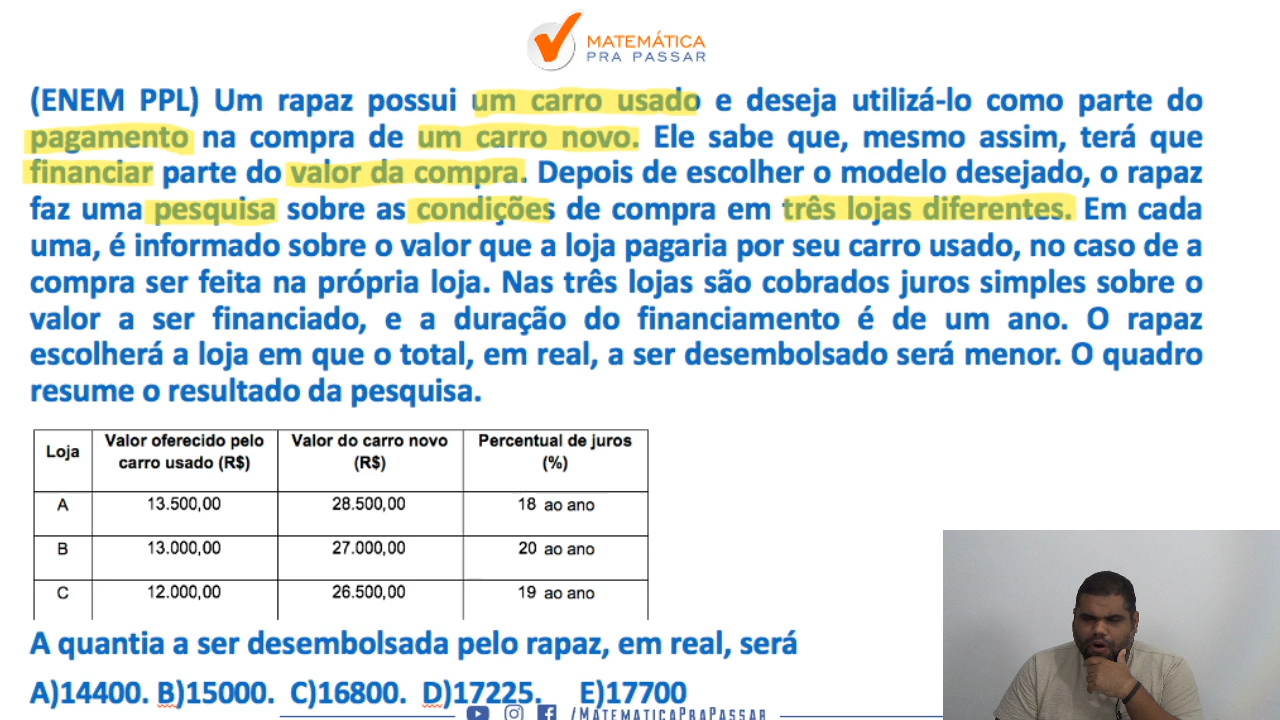 MATEMÁTICA
PRA PASSAR
(ENEM PPL) Um rapaz possui um carro usado e deseja utilizá-lo como parte do
pagamento na compra de um carro novo. Ele sabe que, mesmo assim, terá que
financiar parte do valor da compra. Depois de escolher o modelo desejado, o rapaz
faz uma pesquisa sobre as condições de compra em três lojas diferentes. Em cada
uma, é informado sobre o valor que a loja pagaria por seu carro usado, no caso de a
compra ser feita na própria loja. Nas três lojas são cobrados juros simples sobre o
valor a ser financiado, e a duração do financiamento é de um ano. O rapaz
escolherá a loja em que o total, em real, a ser desembolsado será menor. O quadro
resume o resultado da pesquisa.
Loja Valor oferecido pelo carro usado (R$) Valor do carro novo (R$) Percentual de juros (%)
A 13.500,00 28.500,00 18 ao ano
B 13.000,00 27.000,00 20 ao ano
C 12.000,00 26.500,00 19 ao ano
A quantia a ser desembolsada pelo rapaz, em real, será
A)14400. B)15000. C)16800. D)17225. E)17700
/MATEMATICAPRAPASSAR